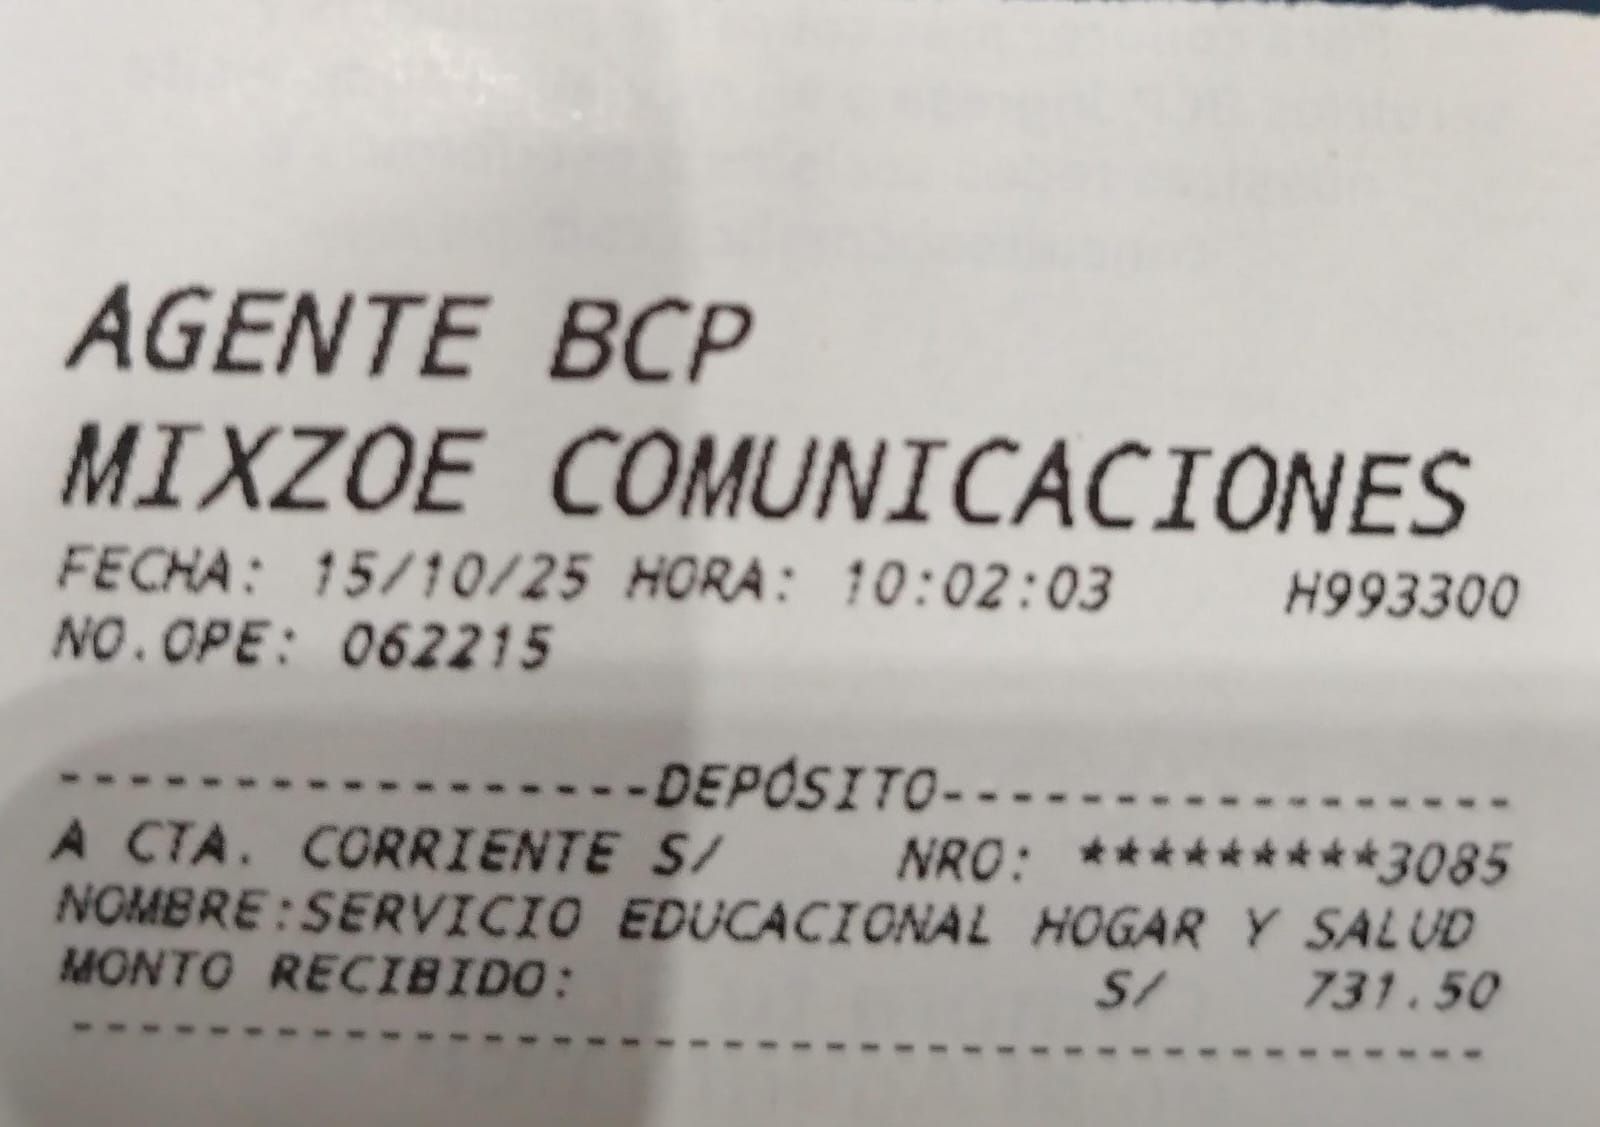 AGENTE BCP
MIXZOE COMUNICACIONES
FECHA: 15/10/25 HORA: 10:02:03 H993300
NO.OPE: 062215
-----------------DEPÓSITO-----------------
A CTA. CORRIENTE S/ NRO: *********3085
NOMBRE:SERVICIO EDUCACIONAL HOGAR Y SALUD
MONTO RECIBIDO: S/ 731.50
------------------------------------------